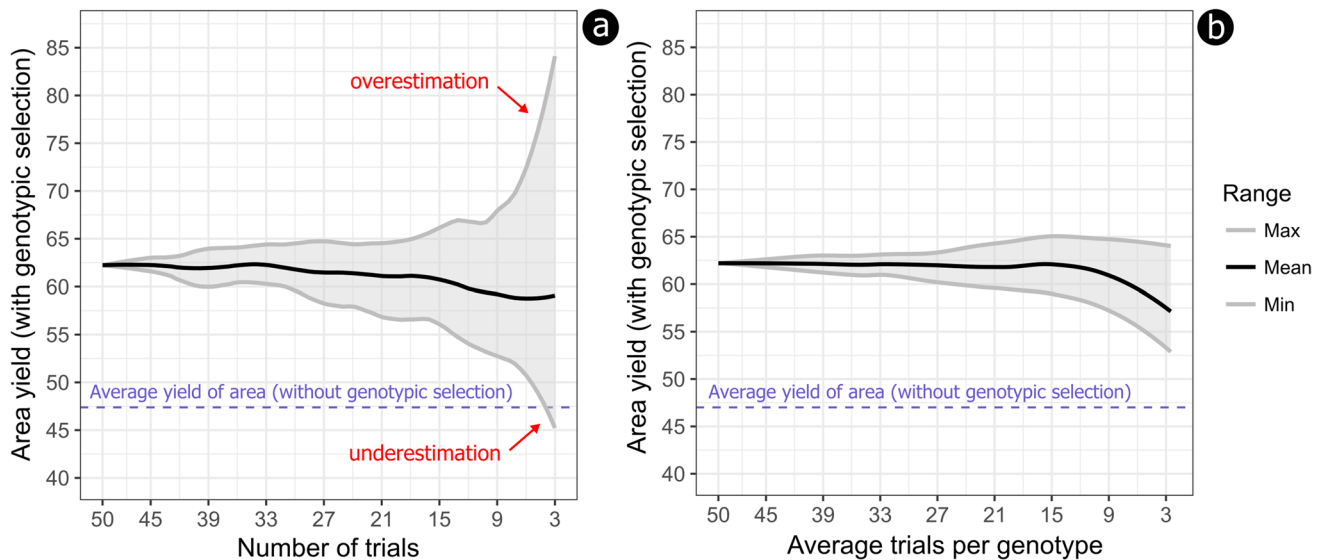 a
Area yield (with genotypic selection)
85
80
75
70
65
60
55
50
45
40
overestimation
Average yield of area (without genotypic selection)
underestimation
50 45 39 33 27 21 15 9 3
Number of trials
b
Area yield (with genotypic selection)
85
80
75
70
65
60
55
50
45
40
Average yield of area (without genotypic selection)
50 45 39 33 27 21 15 9 3
Average trials per genotype
Range
Max
Mean
Min